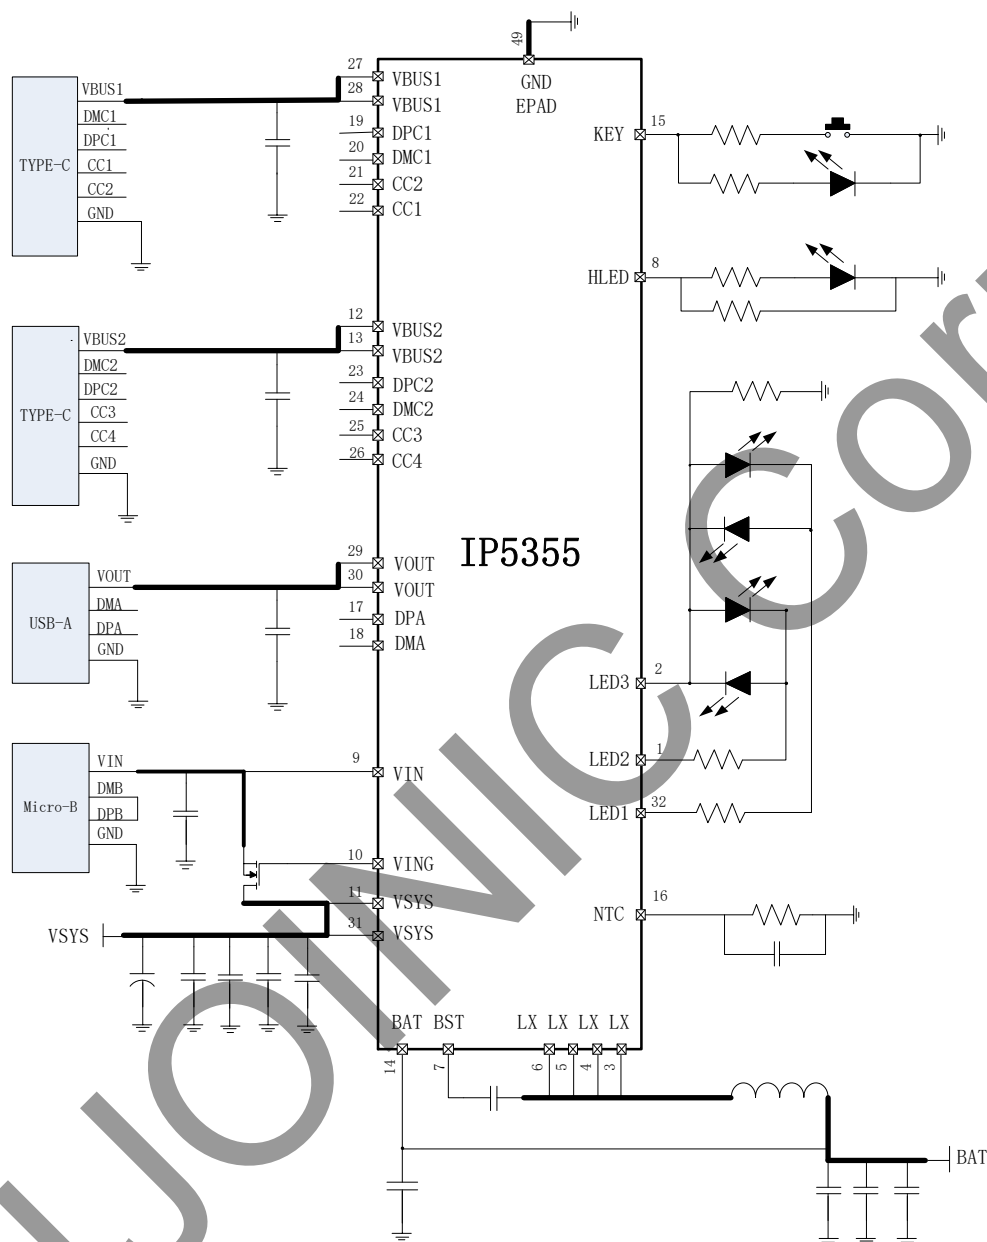 49
GND
EPAD
TYPE-C
VBUS1
DMC1
DPC1
CC1
CC2
GND
27
VBUS1
28
VBUS1
19
DPC1
20
DMC1
21
CC2
22
CC1
KEY
15
HLED
8
TYPE-C
VBUS2
DMC2
DPC2
CC3
CC4
GND
12
VBUS2
13
VBUS2
23
DPC2
24
DMC2
25
CC3
26
CC4
IP5355
USB-A
VOUT
DMA
DPA
GND
29
VOUT
30
VOUT
17
DPA
18
DMA
LED3
2
LED2
1
LED1
32
Micro-B
VIN
DMB
DPB
GND
9
VIN
10
VING
11
VSYS
31
VSYS
VSYS
NTC
16
BAT BST LX LX LX LX
14
7
6
5
4
3
BAT